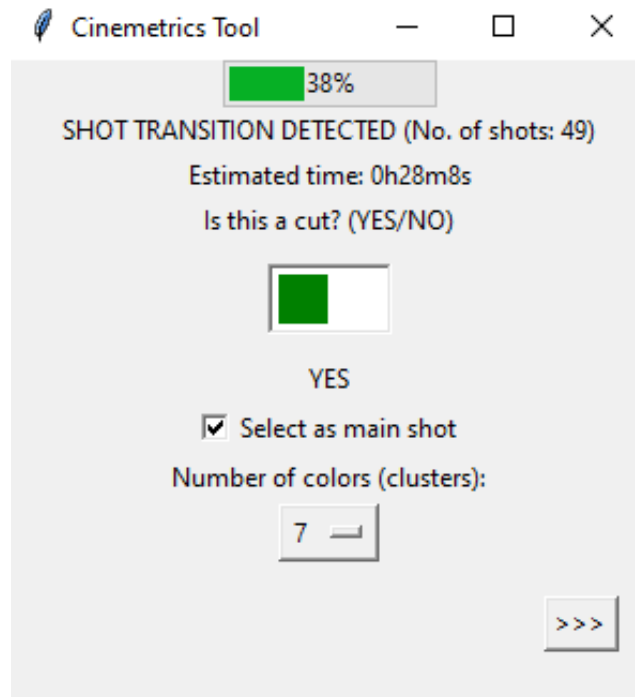 Cinemetrics Tool
38%
SHOT TRANSITION DETECTED (No. of shots: 49)
Estimated time: 0h28m8s
Is this a cut? (YES/NO)
YES
Select as main shot
Number of colors (clusters):
7
>>>